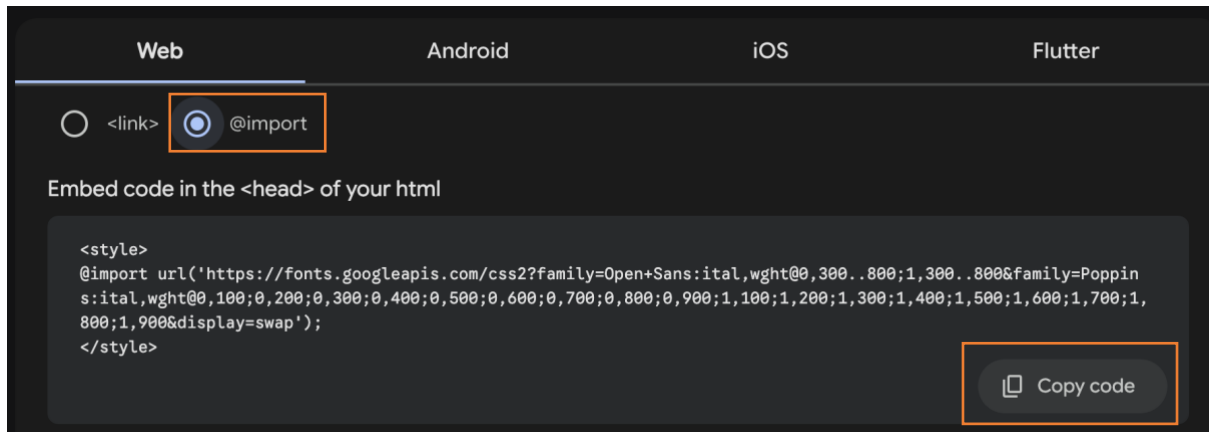 Web Android iOS Flutter
<link> @import
Embed code in the <head> of your html
<style>
@import url('https://fonts.googleapis.com/css2?family=Open+Sans:ital,wght@0,300..800;1,300..800&family=Poppin
s:ital,wght@0,100;0,200;0,300;0,400;0,500;0,600;0,700;0,800;0,900;1,100;1,200;1,300;1,400;1,500;1,600;1,700;1,
800;1,900&display=swap');
</style>
Copy code